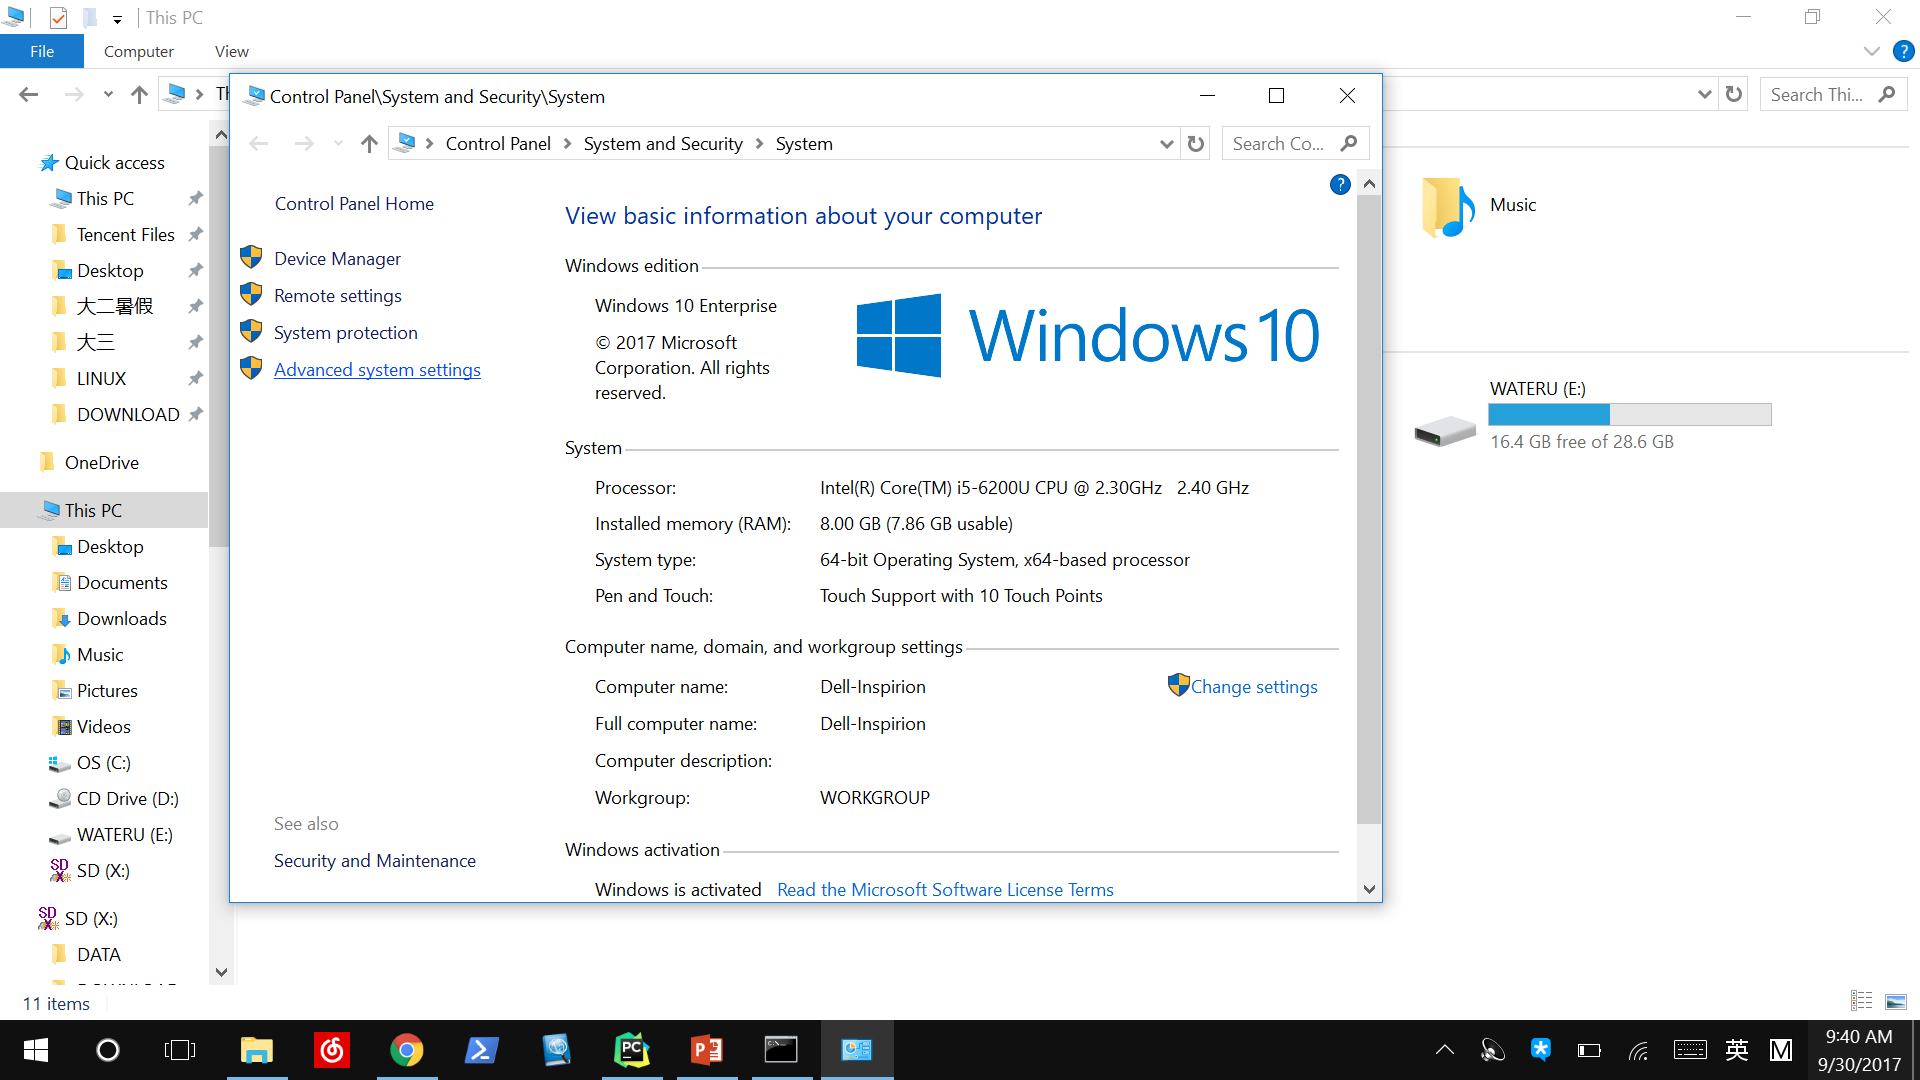 This PC
File
Computer
View
Search Thi...
Control Panel\System and Security\System
Control Panel
System and Security
System
Search Co...
Quick access
This PC
Tencent Files
Desktop
大二暑假
大三
LINUX
DOWNLOAD
OneDrive
This PC
Desktop
Documents
Downloads
Music
Pictures
Videos
OS (C:)
CD Drive (D:)
WATERU (E:)
SD (X:)
SD (X:)
DATA
11 items
Control Panel Home
Device Manager
Remote settings
System protection
Advanced system settings
See also
Security and Maintenance
View basic information about your computer
Windows edition
Windows 10 Enterprise
© 2017 Microsoft
Corporation. All rights
reserved.
Windows 10
System
Processor: Intel(R) Core(TM) i5-6200U CPU @ 2.30GHz 2.40 GHz
Installed memory (RAM): 8.00 GB (7.86 GB usable)
System type: 64-bit Operating System, x64-based processor
Pen and Touch: Touch Support with 10 Touch Points
Computer name, domain, and workgroup settings
Computer name: Dell-Inspirion
Change settings
Full computer name: Dell-Inspirion
Computer description:
Workgroup: WORKGROUP
Windows activation
Windows is activated Read the Microsoft Software License Terms
Music
WATERU (E:)
16.4 GB free of 28.6 GB
英
M
9:40 AM
9/30/2017